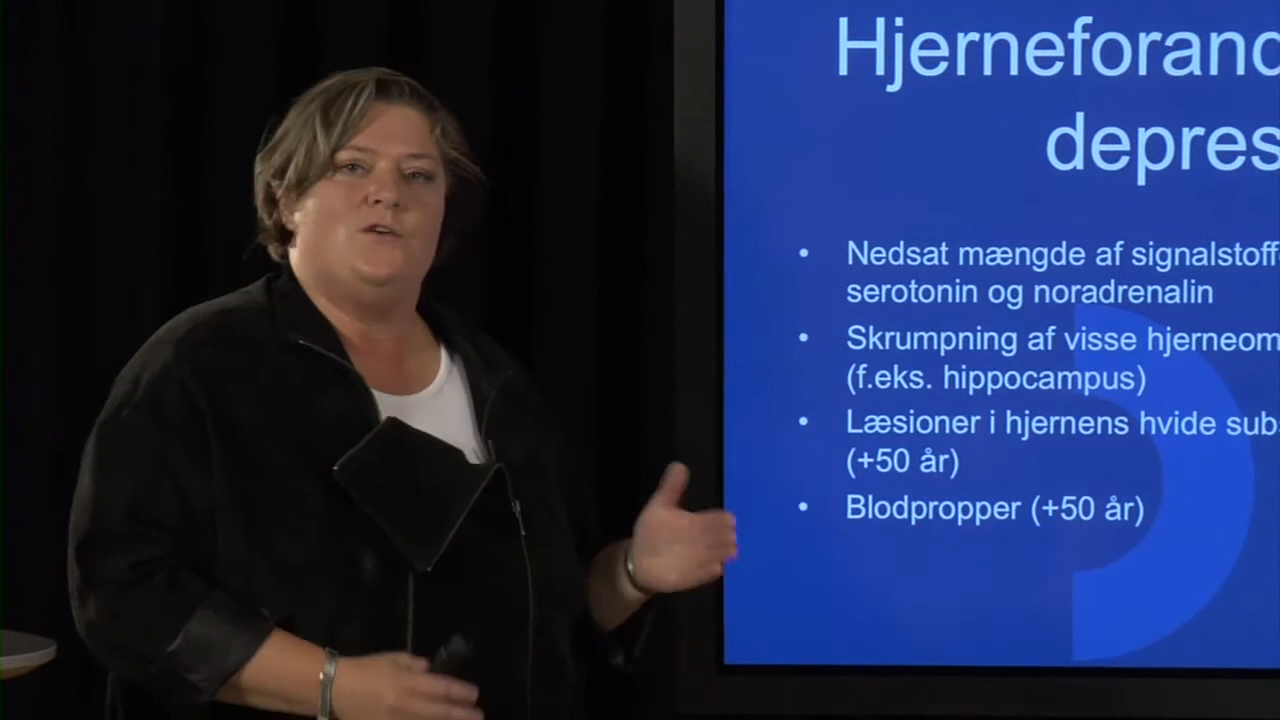 Hjerneforand
depres
• Nedsat mængde af signalstoff
serotonin og noradrenalin
• Skrumpning af visse hjerneom
(f.eks. hippocampus)
• Læsioner i hjernens hvide subs
(+50 år)
• Blodpropper (+50 år)